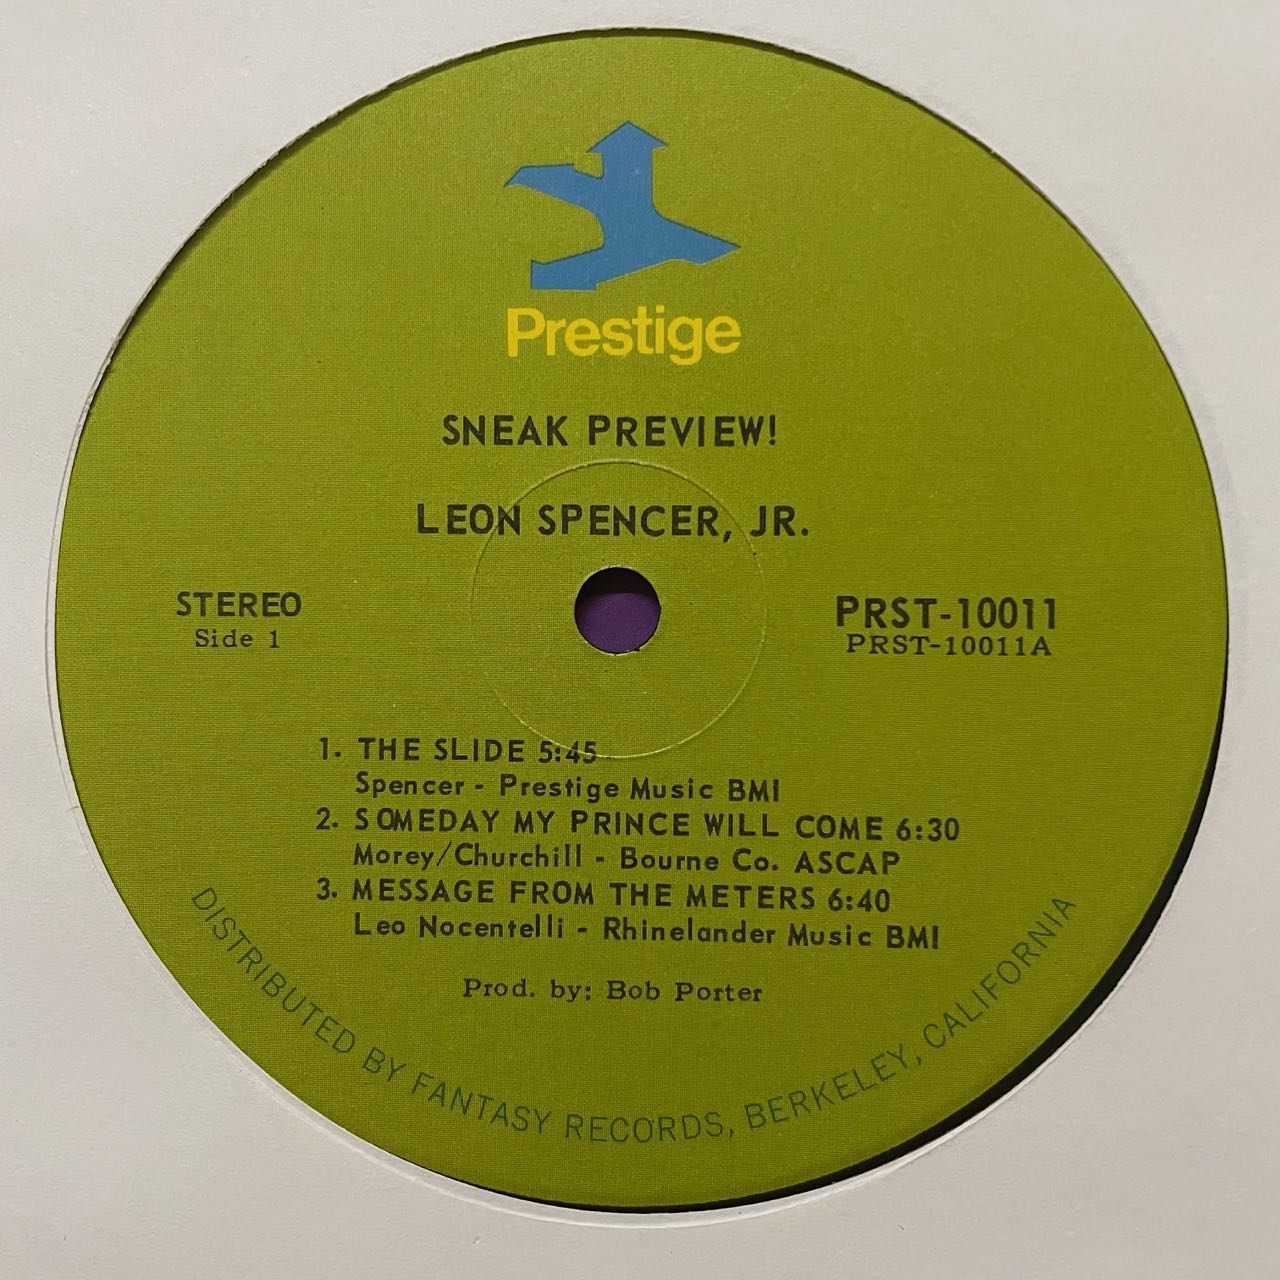 Prestige
SNEAK PREVIEW!
LEON SPENCER, JR.
STEREO
Side 1
PRST-10011
PRST-10011A
1. THE SLIDE 5:45
Spencer - Prestige Music BMI
2. SOMEDAY MY PRINCE WILL COME 6:30
Morey/Churchill - Bourne Co. ASCAP
3. MESSAGE FROM THE METERS 6:40
Leo Nocentelli - Rhinelander Music BMI
Prod. by: Bob Porter
DISTRIBUTED BY FANTASY RECORDS, BERKELEY, CALIFORNIA